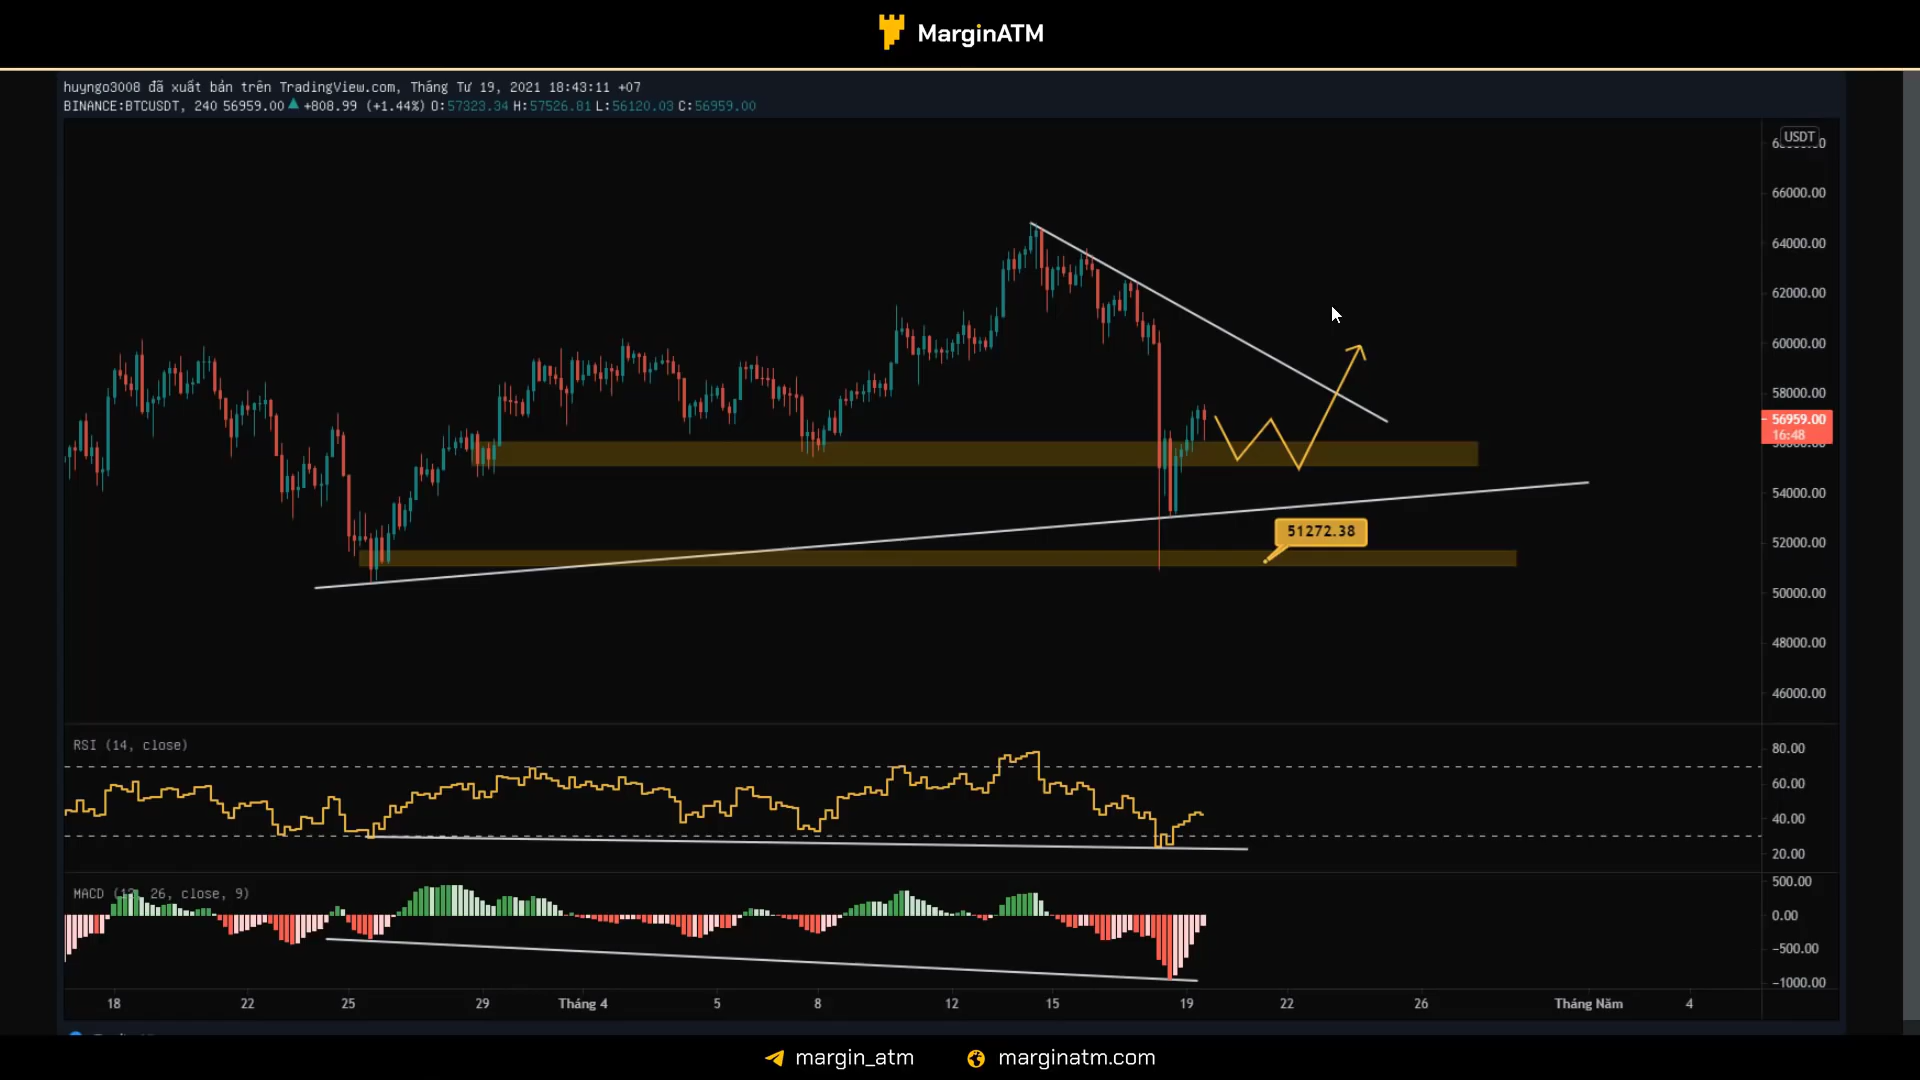 MarginATM
huyngo3008 đã xuất bản trên TradingView.com, Tháng Tư 19, 2021 18:43:11 +07
BINANCE:BTCUSDT, 240 56959.00 ▲ +808.99 (+1.44%) O:57323.34 H:57526.81 L:56120.03 C:56959.00
USDT
66000.00
64000.00
62000.00
60000.00
58000.00
56959.00
16:48
54000.00
51272.38
52000.00
50000.00
48000.00
46000.00
RSI (14, close)
80.00
60.00
40.00
20.00
MACD (12, 26, close, 9)
500.00
0.00
-500.00
-1000.00
18 22 25 29 Tháng 4 5 8 12 15 19 22 26 Tháng Năm 4
margin_atm marginatm.com